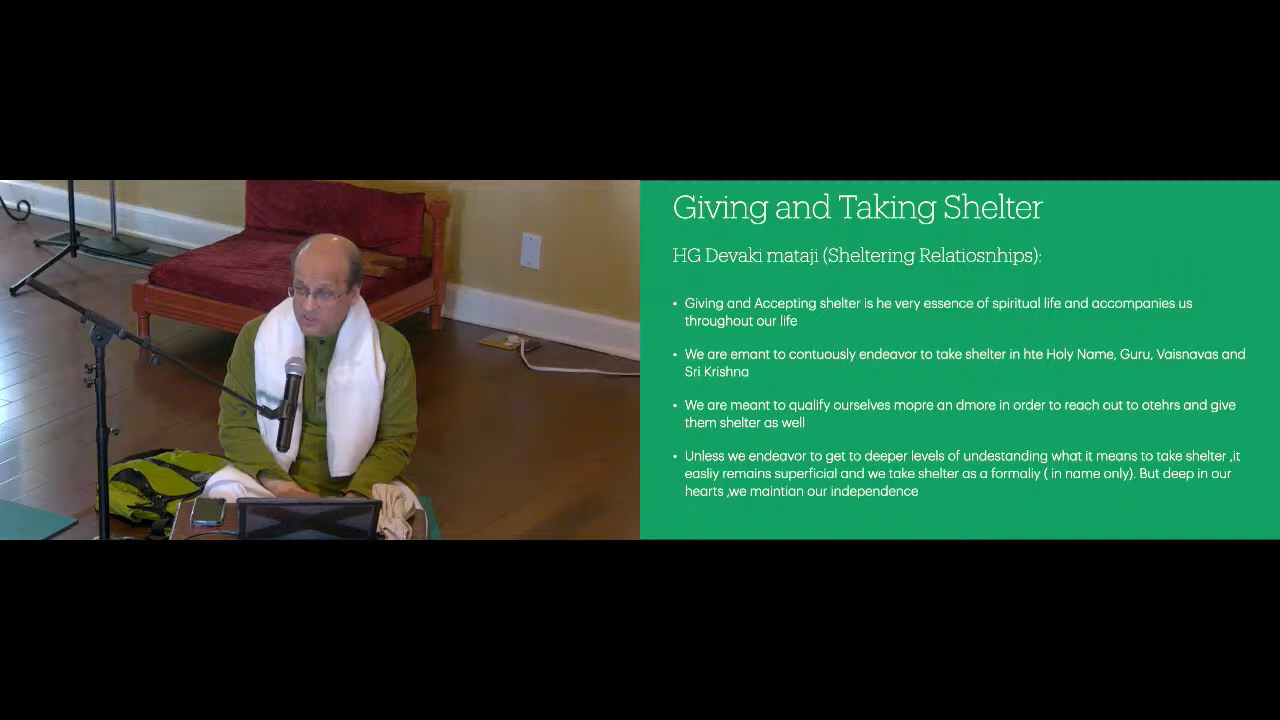 Giving and Taking Shelter
HG Devaki mataji (Sheltering Relatiosnhips):
• Giving and Accepting shelter is he very essence of spiritual life and accompanies us
throughout our life
• We are emant to contuously endeavor to take shelter in hte Holy Name, Guru, Vaisnavas and
Sri Krishna
• We are meant to qualify ourselves mopre an dmore in order to reach out to otehrs and give
them shelter as well
• Unless we endeavor to get to deeper levels of undestanding what it means to take shelter ,it
easliy remains superficial and we take shelter as a formaliy ( in name only). But deep in our
hearts ,we maintian our independence